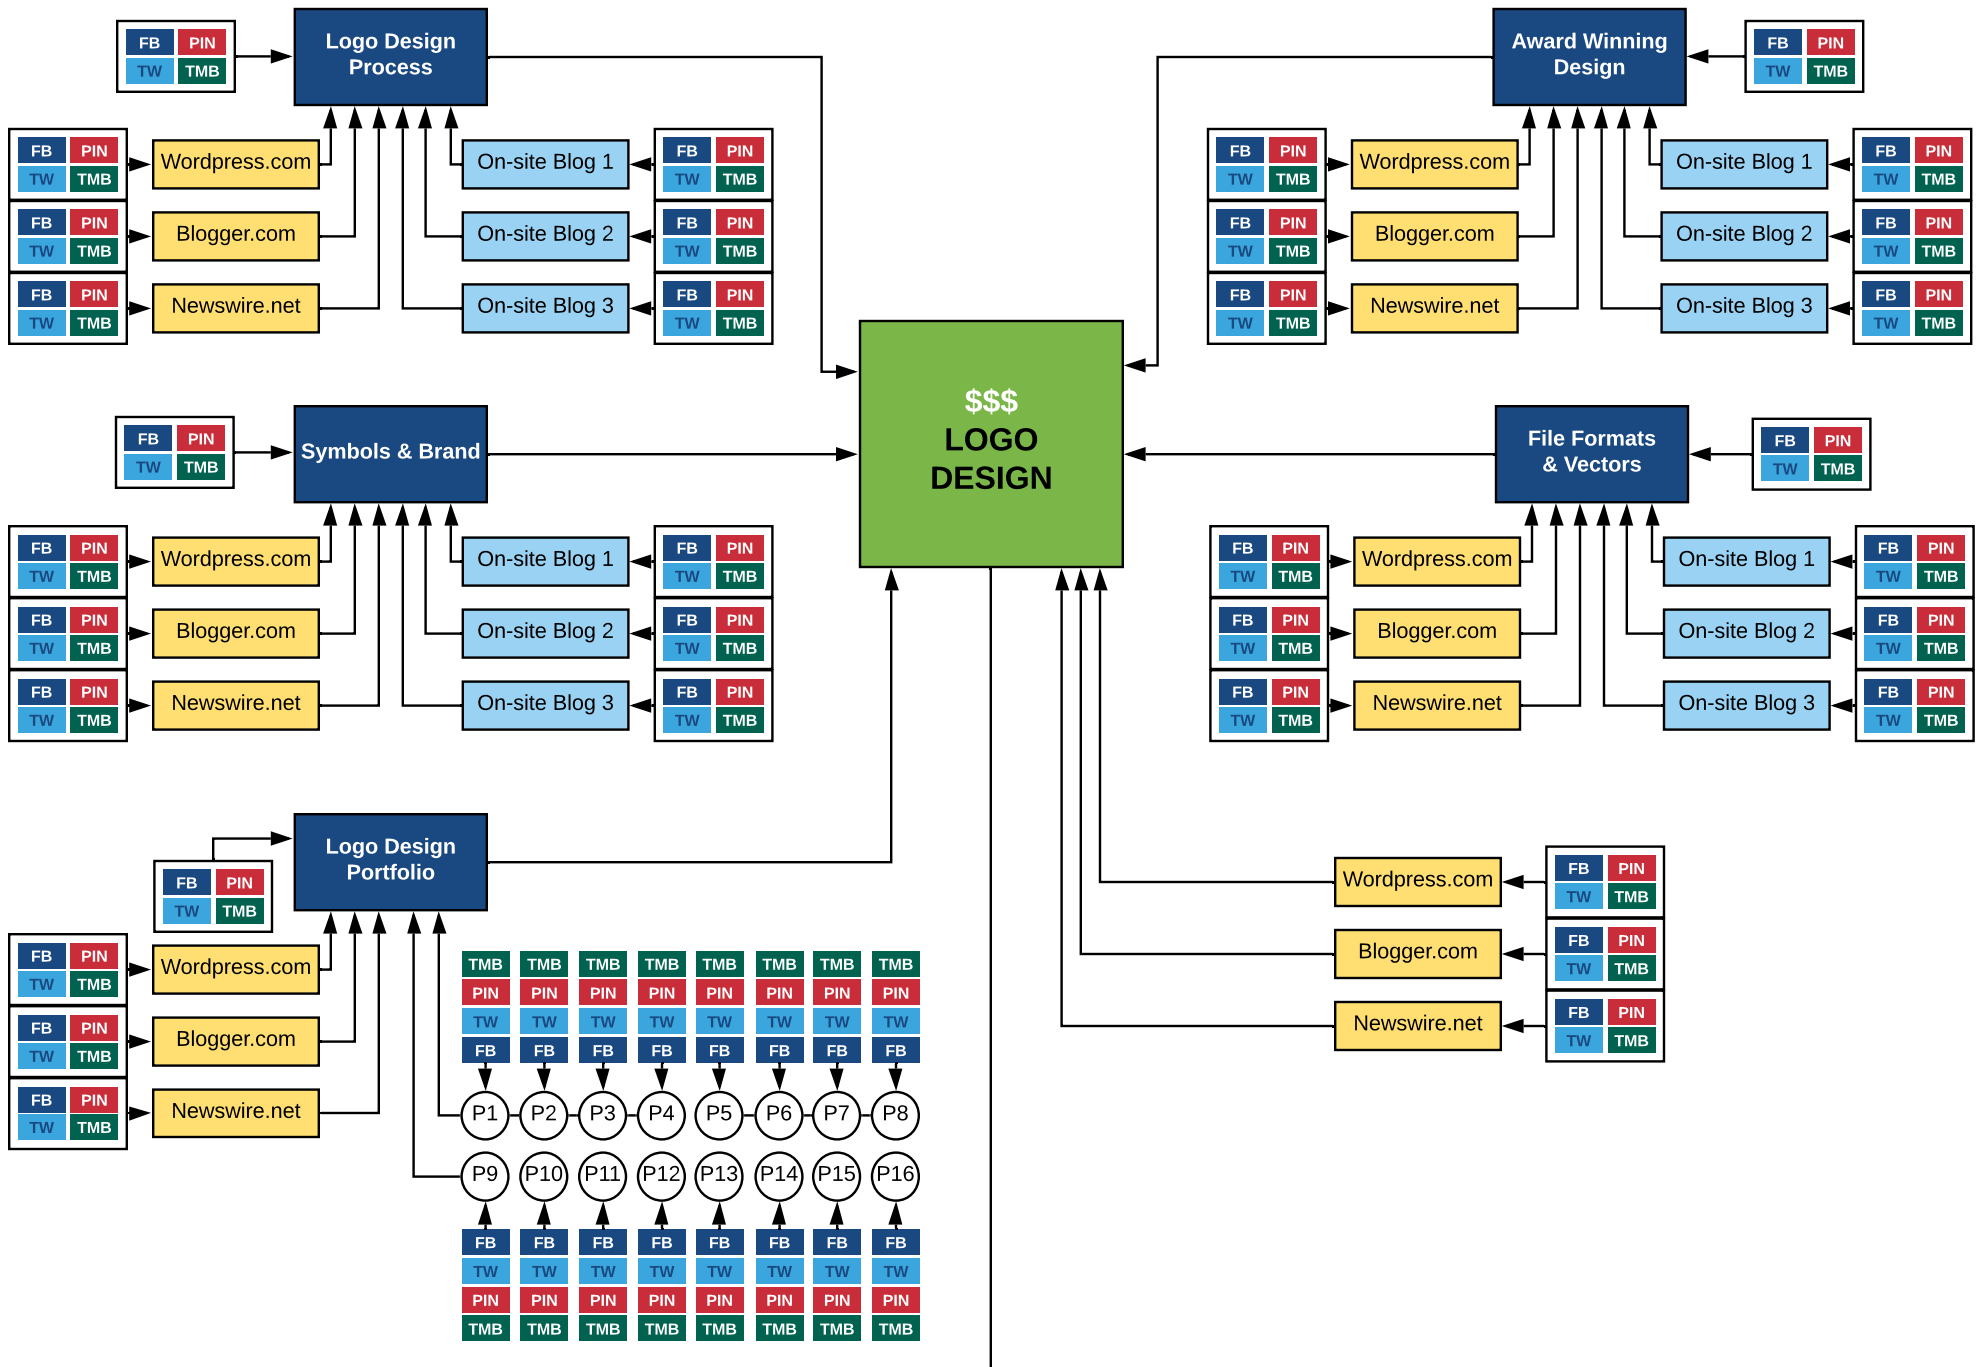 FB PIN
TW TMB
Logo Design
Process
FB PIN
TW TMB
Wordpress.com
FB PIN
TW TMB
Blogger.com
FB PIN
TW TMB
Newswire.net
On-site Blog 1
FB PIN
TW TMB
On-site Blog 2
FB PIN
TW TMB
On-site Blog 3
FB PIN
TW TMB
Award Winning
Design
FB PIN
TW TMB
FB PIN
TW TMB
Wordpress.com
FB PIN
TW TMB
Blogger.com
FB PIN
TW TMB
Newswire.net
On-site Blog 1
FB PIN
TW TMB
On-site Blog 2
FB PIN
TW TMB
On-site Blog 3
FB PIN
TW TMB
$$$
LOGO
DESIGN
FB PIN
TW TMB
Symbols & Brand
FB PIN
TW TMB
Wordpress.com
FB PIN
TW TMB
Blogger.com
FB PIN
TW TMB
Newswire.net
On-site Blog 1
FB PIN
TW TMB
On-site Blog 2
FB PIN
TW TMB
On-site Blog 3
FB PIN
TW TMB
File Formats
& Vectors
FB PIN
TW TMB
FB PIN
TW TMB
Wordpress.com
FB PIN
TW TMB
Blogger.com
FB PIN
TW TMB
Newswire.net
On-site Blog 1
FB PIN
TW TMB
On-site Blog 2
FB PIN
TW TMB
On-site Blog 3
FB PIN
TW TMB
Logo Design
Portfolio
FB PIN
TW TMB
FB PIN
TW TMB
Wordpress.com
FB PIN
TW TMB
Blogger.com
FB PIN
TW TMB
Newswire.net
TMB TMB TMB TMB TMB TMB TMB TMB
PIN PIN PIN PIN PIN PIN PIN PIN
TW TW TW TW TW TW TW TW
FB FB FB FB FB FB FB FB
P1 P2 P3 P4 P5 P6 P7 P8
P9 P10 P11 P12 P13 P14 P15 P16
FB FB FB FB FB FB FB FB
TW TW TW TW TW TW TW TW
PIN PIN PIN PIN PIN PIN PIN PIN
TMB TMB TMB TMB TMB TMB TMB TMB
Wordpress.com
FB PIN
TW TMB
Blogger.com
FB PIN
TW TMB
Newswire.net
FB PIN
TW TMB